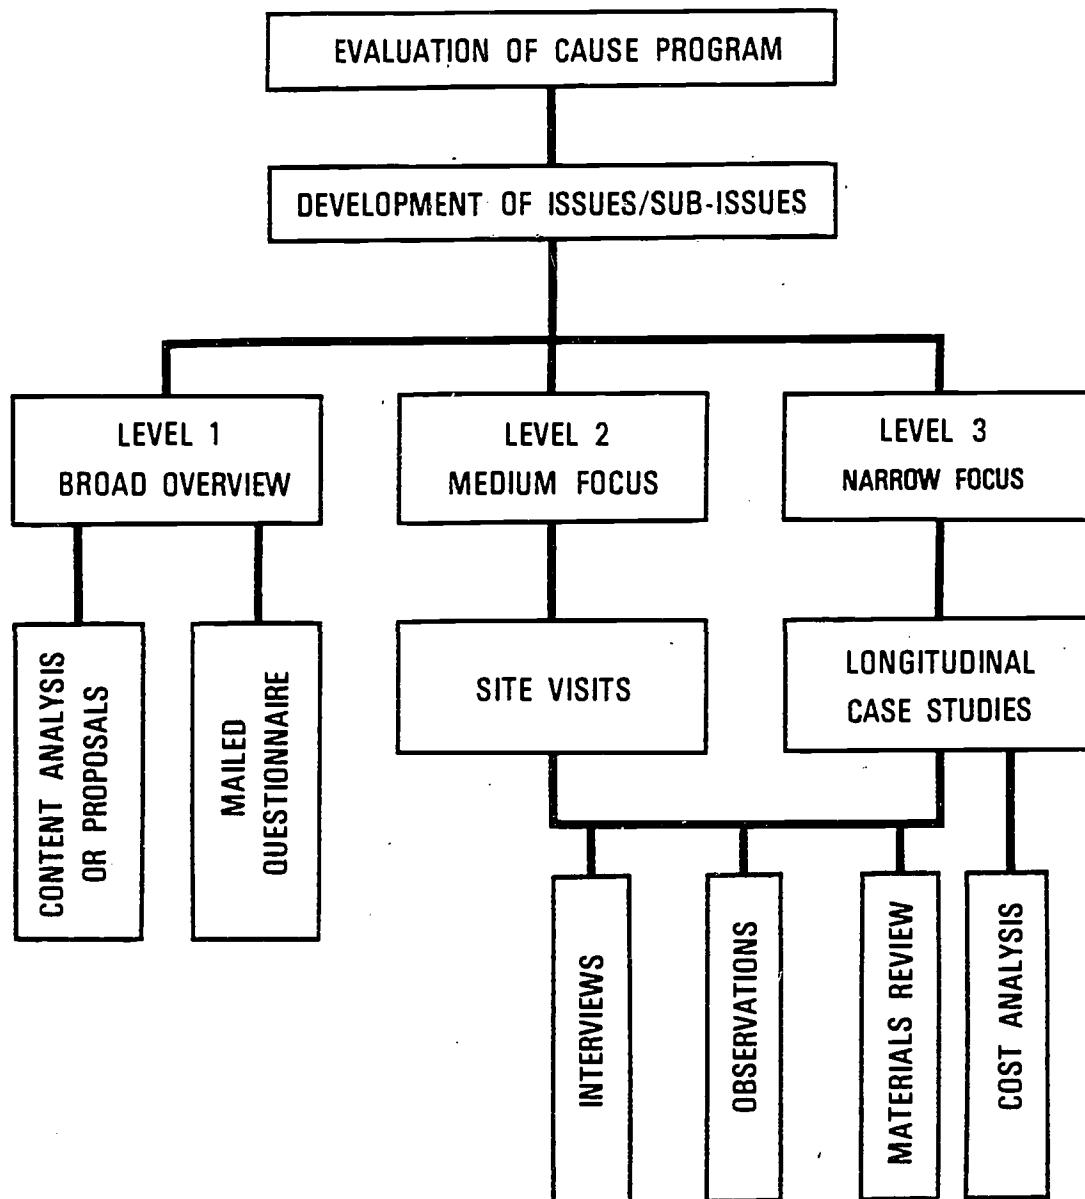 EVALUATION OF CAUSE PROGRAM
DEVELOPMENT OF ISSUES/SUB-ISSUES
LEVEL 1
BROAD OVERVIEW
LEVEL 2
MEDIUM FOCUS
LEVEL 3
NARROW FOCUS
CONTENT ANALYSIS
OR PROPOSALS
MAILED
QUESTIONNAIRE
SITE VISITS
LONGITUDINAL
CASE STUDIES
INTERVIEWS
OBSERVATIONS
MATERIALS REVIEW
COST ANALYSIS